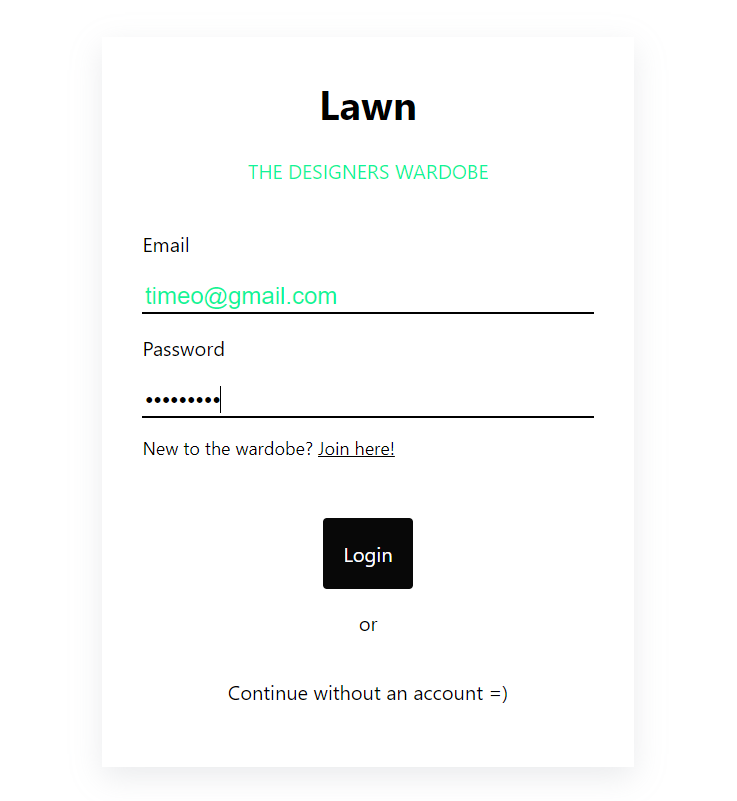 Lawn
THE DESIGNERS WARDOBE
Email
timeo@gmail.com
Password
•••••••••
New to the wardobe? Join here!
Login
or
Continue without an account =)